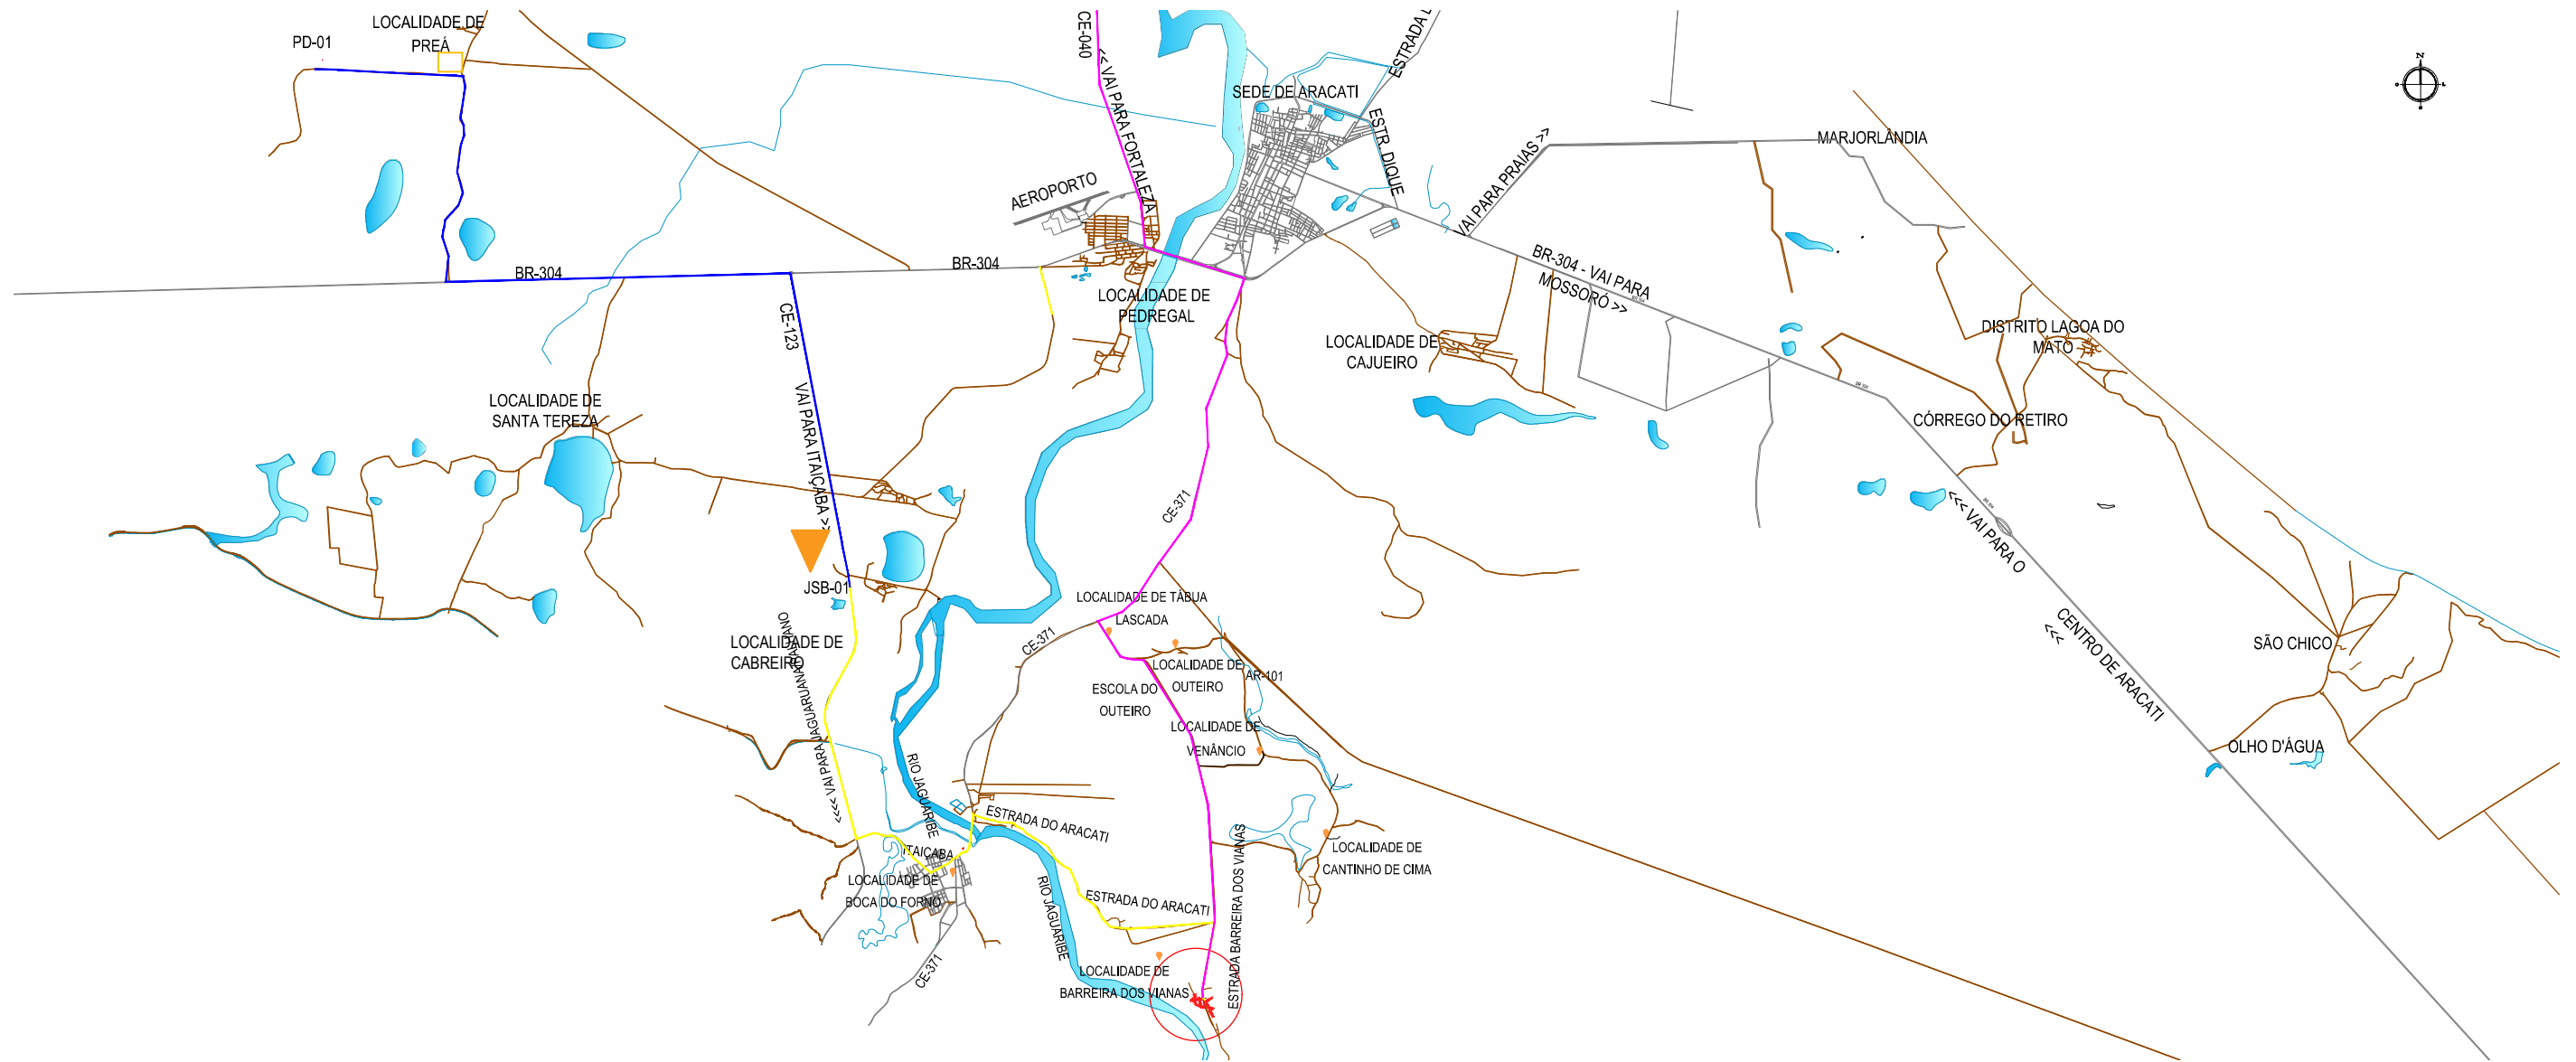 LOCALIDADE DE
PREÁ
PD-01
CE-040
<< VAI PARA FORTALEZA
ESTRADA D
SEDE DE ARACATI
ESTR. DIQUE
VAI PARA PRAIAS >>
MARJORLÂNDIA
N
AEROPORTO
BR-304
BR-304
BR-304 - VAI PARA
MOSSORÓ >>
LOCALIDADE DE
PEDREGAL
CE-123
VAI PARA ITAIÇABA >>
LOCALIDADE DE
CAJUEIRO
DISTRITO LAGOA DO
MATO
LOCALIDADE DE
SANTA TEREZA
CÓRREGO DO RETIRO
CE-371
<<< VAI PARA O
CENTRO DE ARACATI
<<<
JSB-01
LOCALIDADE DE
CABREIRO
LOCALIDADE DE TÁBUA
LASCADA
CE-371
LOCALIDADE DE
OUTEIRO
AR-101
ESCOLA DO
OUTEIRO
LOCALIDADE DE
VENÂNCIO
SÃO CHICO
OLHO D'ÁGUA
RIO JAGUARIBE
ESTRADA DO ARACATI
ITAIÇABA
LOCALIDADE DE
BOCA DO FORNO
ESTRADA DO ARACATI
RIO JAGUARIBE
ESTRADA BARREIRA DOS VIANAS
LOCALIDADE DE
CANTINHO DE CIMA
CE-371
LOCALIDADE DE
BARREIRA DOS VIANAS